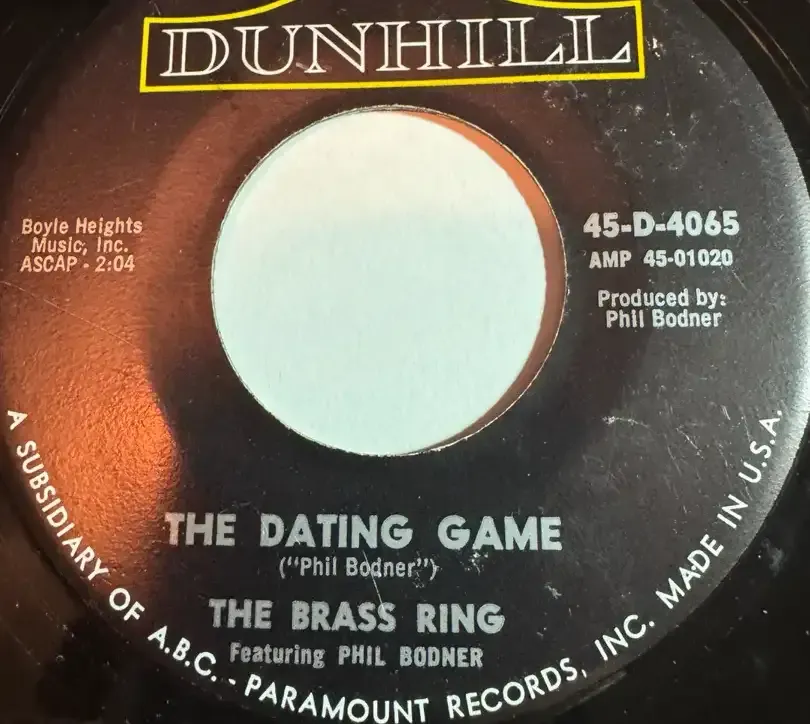 DUNHILL
Boyle Heights
Music, Inc.
ASCAP - 2:04
45-D-4065
AMP 45-01020
Produced by:
Phil Bodner
THE DATING GAME
("Phil Bodner")
THE BRASS RING
Featuring PHIL BODNER
A SUBSIDIARY OF A.B.C. - PARAMOUNT RECORDS, INC. MADE IN U.S.A.